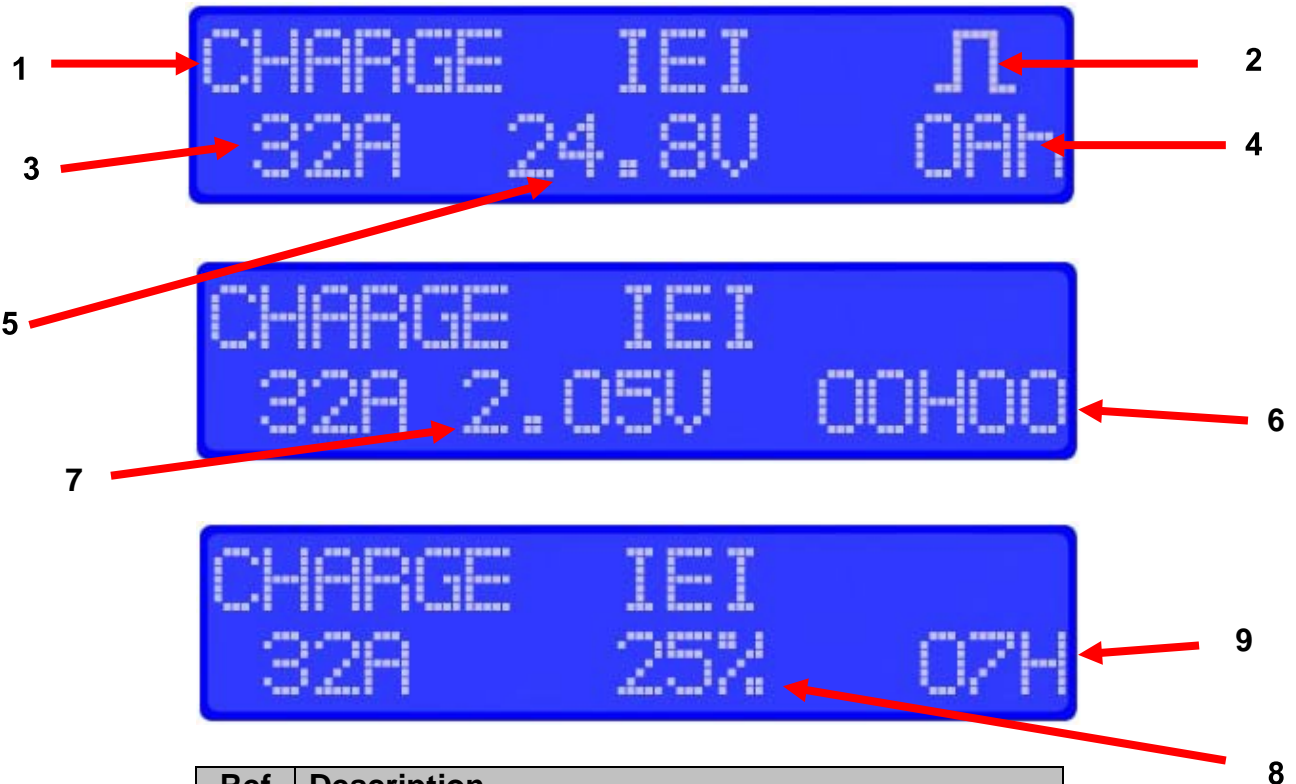 CHARGE IEI
1
2
32A 24.8V 0Ah
3
4
5
CHARGE IEI
32A 2.05V 00H00
6
7
CHARGE IEI
32A 25% 07H
9
8
Ref Description